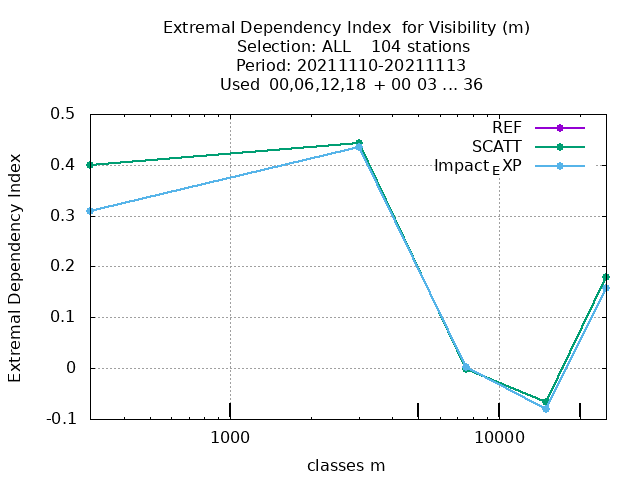 Extremal Dependency Index  for Visibility (m)
Selection: ALL    104 stations
Period: 20211110-20211113
Used  00,06,12,18  + 00 03 ... 36
Extremal Dependency Index
0.5
0.4
0.3
0.2
0.1
0
-0.1
REF
SCATT
Impact_EXP
1000
10000
classes m